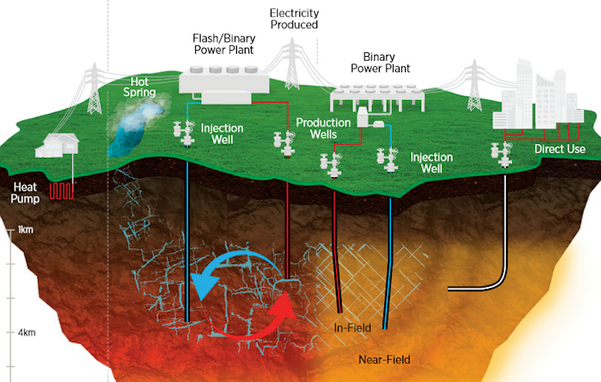 Electricity
Produced
Flash/Binary
Power Plant
Binary
Power Plant
Hot
Spring
Injection
Well
Production
Wells
Injection
Well
Direct Use
Heat
Pump
1km
4km
In-Field
Near-Field